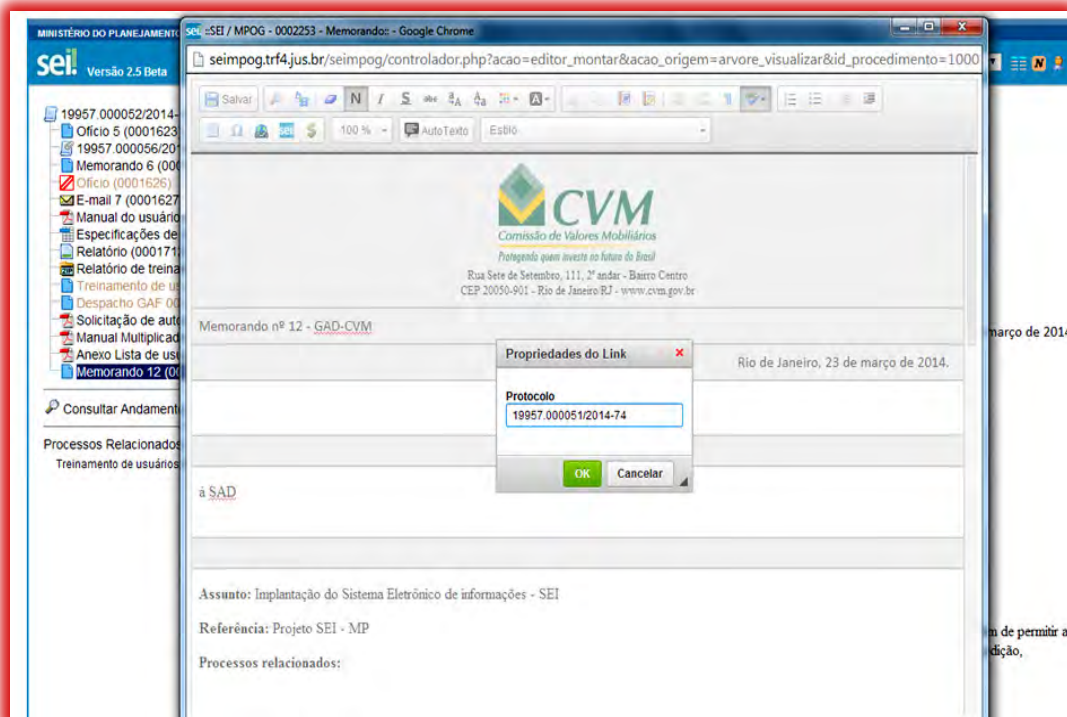 MINISTÉRIO DO PLANEJAMENTO
sei! Versão 2.5 Beta
19957.000052/2014-
Ofício 5 (0001623
19957.000056/20
Memorando 6 (000
Ofício (0001626)
E-mail 7 (0001627
Manual do usuário
Especificações de
Relatório (000171
Relatório de treina
Treinamento de us
Despacho GAF 00
Solicitação de auto
Manual Multiplicad
Anexo Lista de usu
Memorando 12 (00
Consultar Andament
Processos Relacionados
Treinamento de usuários
sei. ::SEI / MPOG - 0002253 - Memorando:: - Google Chrome
seimpog.trf4.jus.br/seimpog/controlador.php?acao=editor_montar&acao_origem=arvore_visualizar&id_procedimento=1000
Salvar N I S
sei $ 100 % AutoTexto Estilo
CVM
Comissão de Valores Mobiliários
Protegendo quem investe no futuro do Brasil
Rua Sete de Setembro, 111, 2º andar - Bairro Centro
CEP 20050-901 - Rio de Janeiro/RJ - www.cvm.gov.br
Memorando nº 12 - GAD-CVM
Rio de Janeiro, 23 de março de 2014.
Propriedades do Link
Protocolo
19957.000051/2014-74
OK Cancelar
à SAD
Assunto: Implantação do Sistema Eletrônico de informações - SEI
Referência: Projeto SEI - MP
Processos relacionados:
N
março de 2014
m de permitir a
dição,